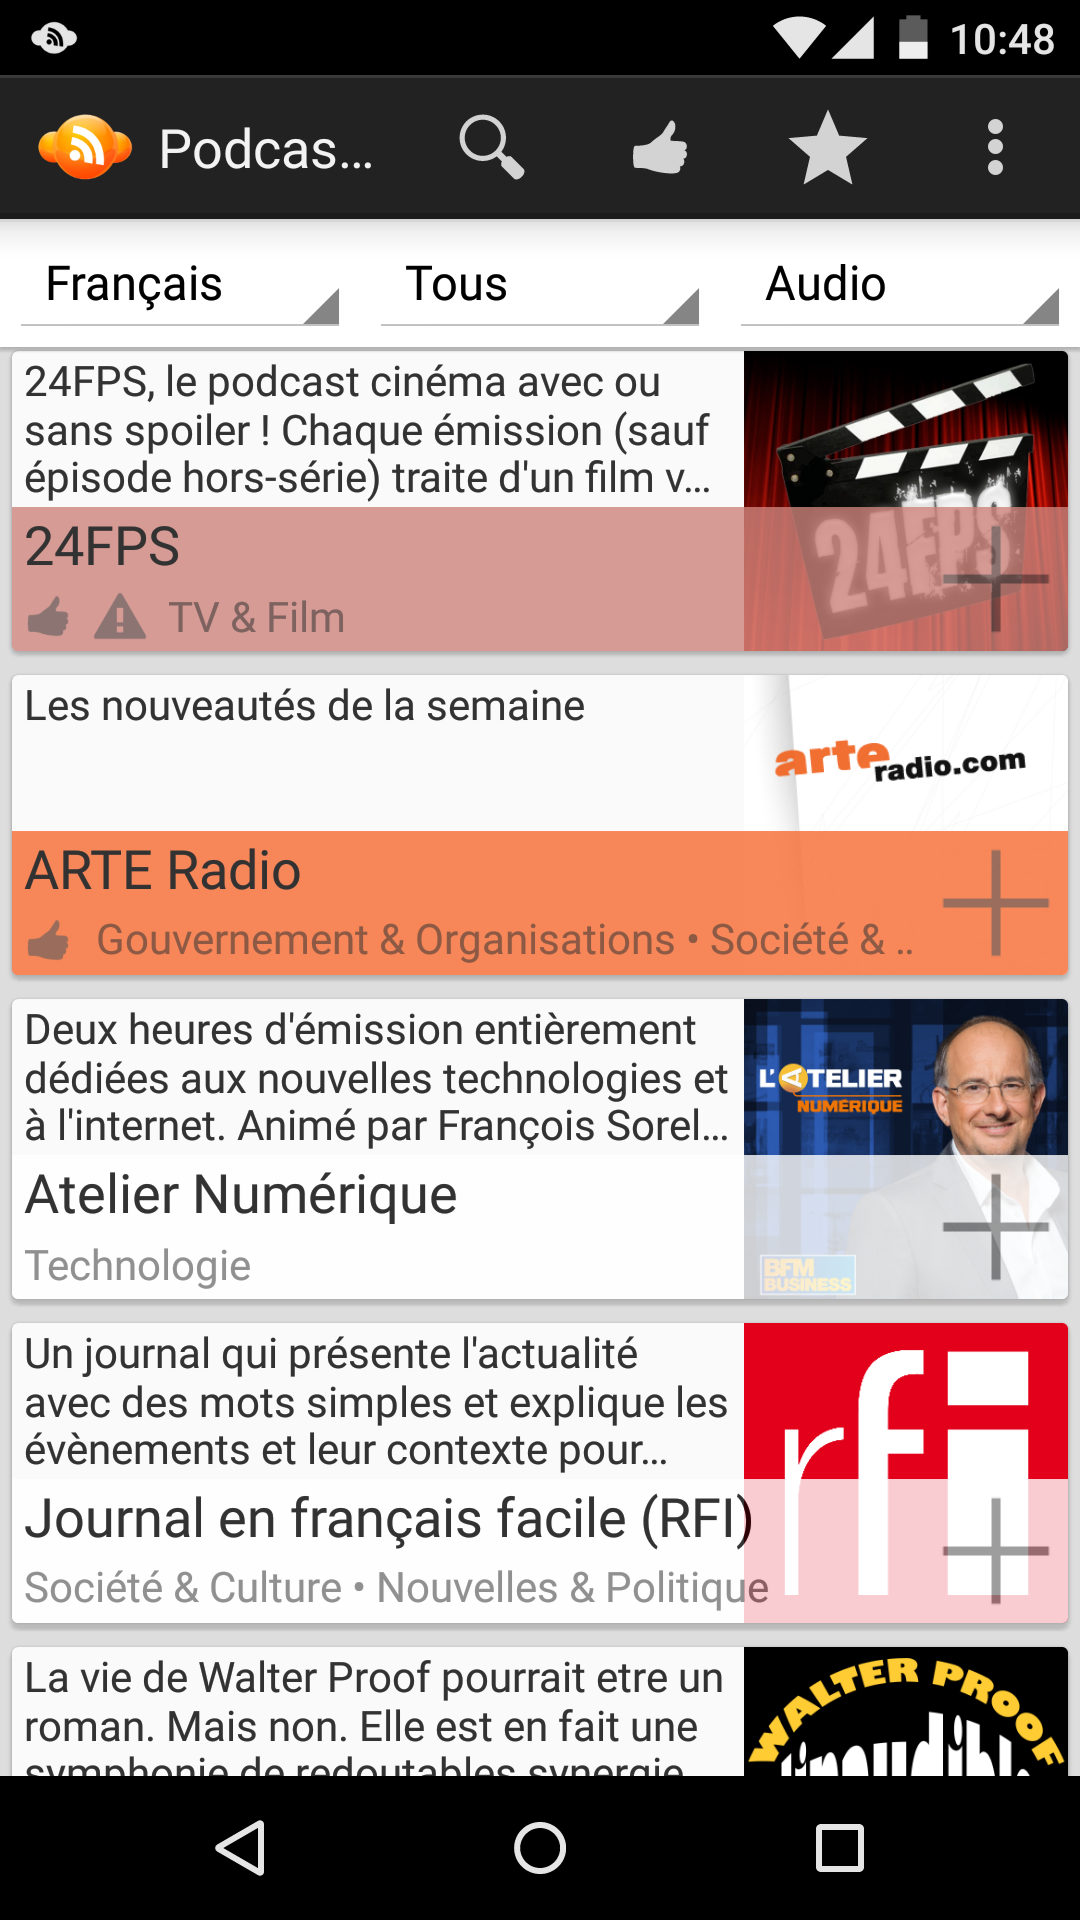 10:48
Podcas...
Français
Tous
Audio
24FPS, le podcast cinéma avec ou
sans spoiler ! Chaque émission (sauf
épisode hors-série) traite d'un film v...
24FPS
24FPS
TV & Film
Les nouveautés de la semaine
arte
radio.com
ARTE Radio
Gouvernement & Organisations • Société & ..
Deux heures d'émission entièrement
dédiées aux nouvelles technologies et
à l'internet. Animé par François Sorel...
L'ATELIER
NUMÉRIQUE
Atelier Numérique
Technologie
BFM
BUSINESS
Un journal qui présente l'actualité
avec des mots simples et explique les
évènements et leur contexte pour...
rfi
Journal en français facile (RFI)
Société & Culture • Nouvelles & Politique
La vie de Walter Proof pourrait etre un
roman. Mais non. Elle est en fait une
symphonie de redoutables synergie
WALTER PROOF